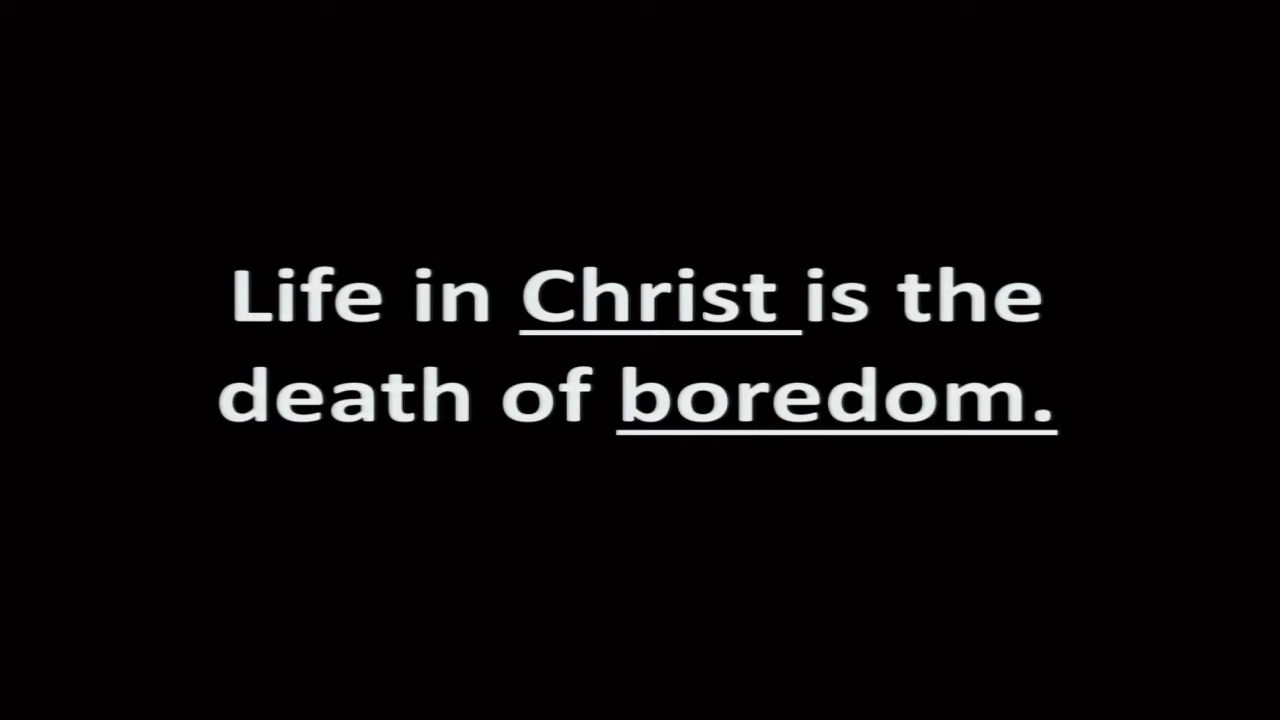 Life in Christ is the
death of boredom.